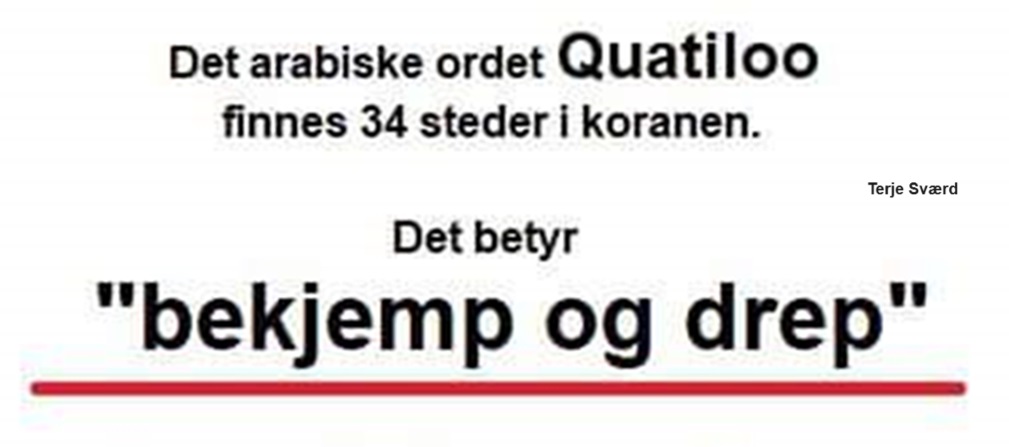 Det arabiske ordet Quatiloo
finnes 34 steder i koranen.
Terje Sværd
Det betyr
"bekjemp og drep"